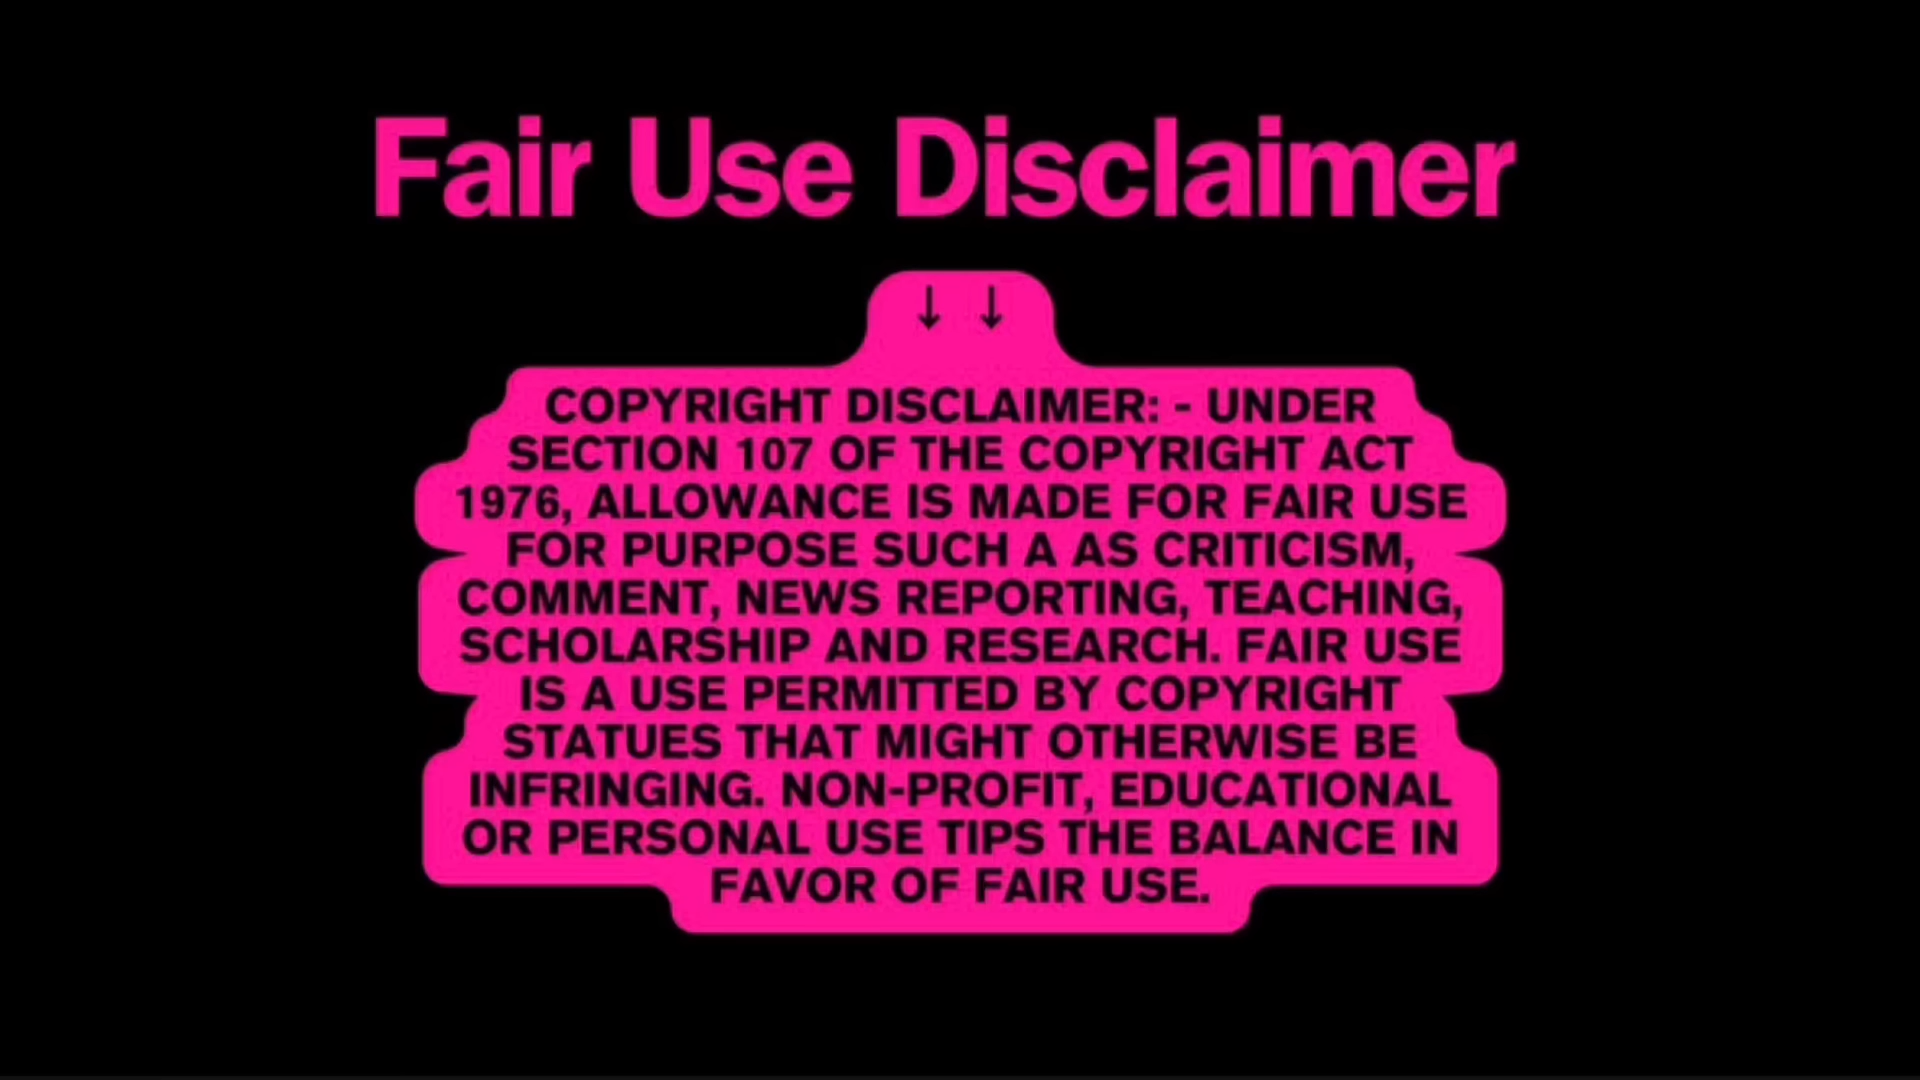 Fair Use Disclaimer
↓ ↓
COPYRIGHT DISCLAIMER: - UNDER
SECTION 107 OF THE COPYRIGHT ACT
1976, ALLOWANCE IS MADE FOR FAIR USE
FOR PURPOSE SUCH A AS CRITICISM,
COMMENT, NEWS REPORTING, TEACHING,
SCHOLARSHIP AND RESEARCH. FAIR USE
IS A USE PERMITTED BY COPYRIGHT
STATUES THAT MIGHT OTHERWISE BE
INFRINGING. NON-PROFIT, EDUCATIONAL
OR PERSONAL USE TIPS THE BALANCE IN
FAVOR OF FAIR USE.